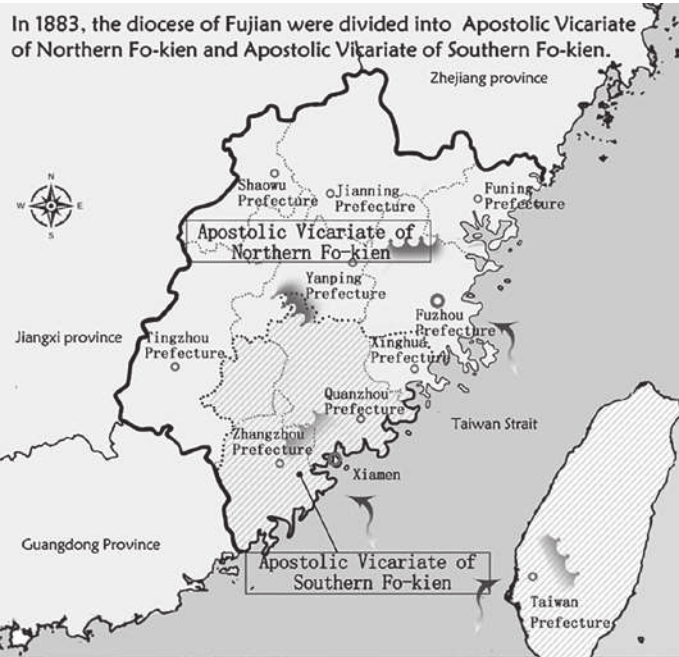 In 1883, the diocese of Fujian were divided into Apostolic Vicariate
of Northern Fo-kien and Apostolic Vicariate of Southern Fo-kien.
Zhejiang province
N
W
E
S
Shaowu
Prefecture
Jianning
Prefecture
Funing
Prefecture
Apostolic Vicariate of
Northern Fo-kien
Yanping
Prefecture
Fuzhou
Prefecture
Jiangxi province
Tingzhou
Prefecture
Xinghua
Prefecture
Quanzhou
Prefecture
Taiwan Strait
Zhangzhou
Prefecture
Xiamen
Guangdong Province
Apostolic Vicariate of
Southern Fo-kien
Taiwan
Prefecture